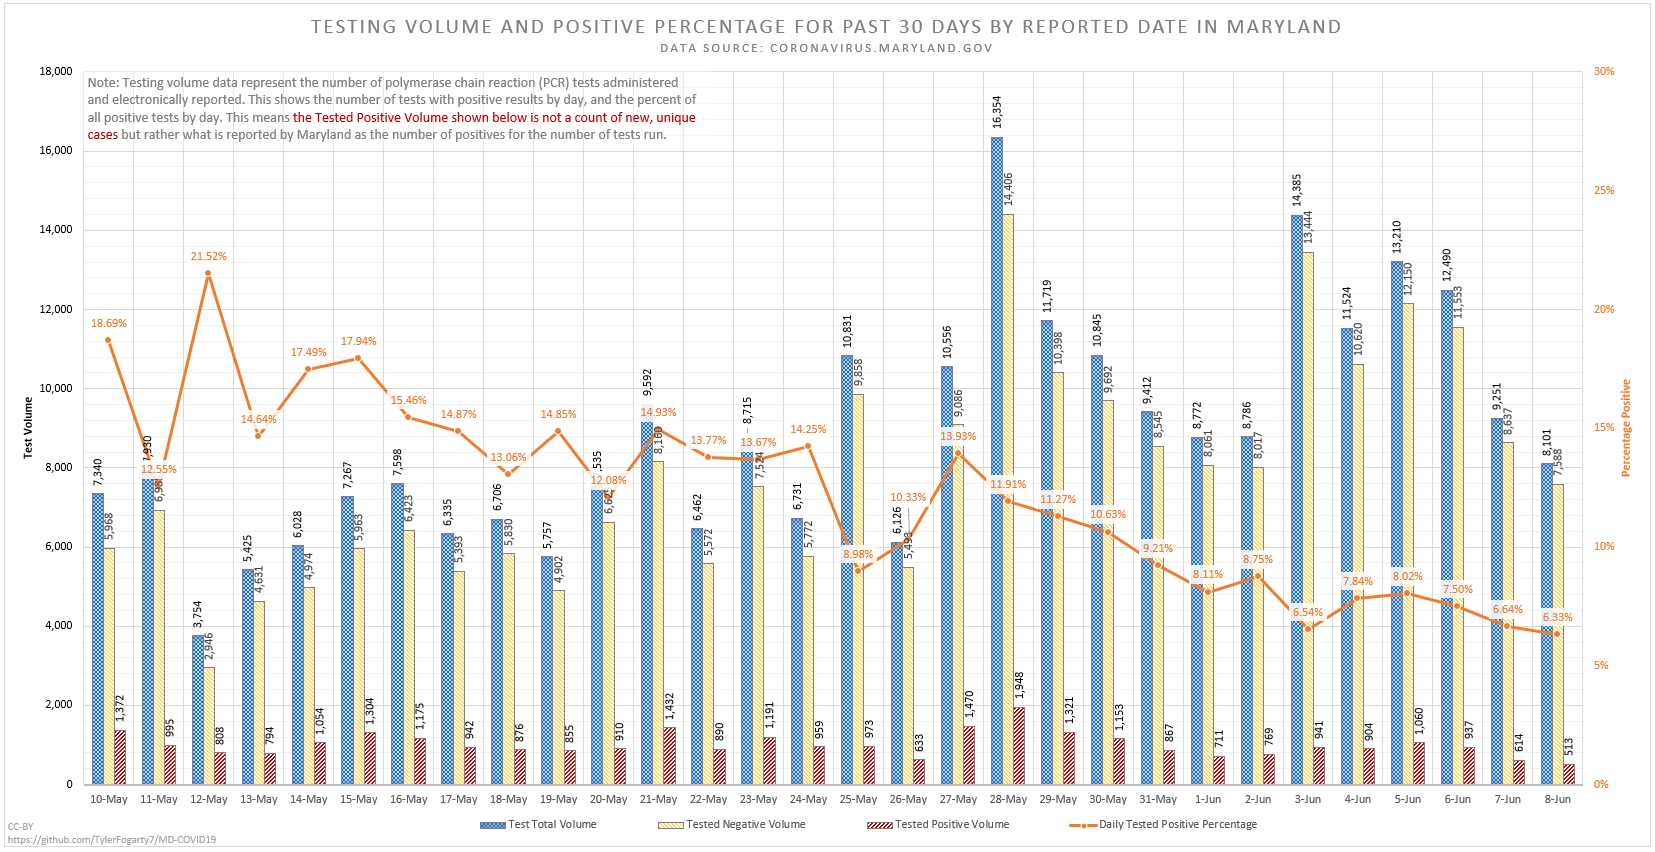 TESTING VOLUME AND POSITIVE PERCENTAGE FOR PAST 30 DAYS BY REPORTED DATE IN MARYLAND
DATA SOURCE: CORONAVIRUS.MARYLAND.GOV
Note: Testing volume data represent the number of polymerase chain reaction (PCR) tests administered
and electronically reported. This shows the number of tests with positive results by day, and the percent of
all positive tests by day. This means the Tested Positive Volume shown below is not a count of new, unique
cases but rather what is reported by Maryland as the number of positives for the number of tests run.
Test Volume
18,000
16,000
14,000
12,000
10,000
8,000
6,000
4,000
2,000
0
Percentage Positive
30%
25%
20%
15%
10%
5%
0%
7,340 5,968 1,372 18.69%
995 12.55%
3,754 2,946 808 21.52%
5,425 4,631 794 14.64%
6,028 4,974 1,054 17.49%
7,267 5,963 1,304 17.94%
7,598 6,423 1,175 15.46%
6,335 5,393 942 14.87%
6,706 5,830 876 13.06%
5,757 4,902 855 14.85%
910 12.08%
9,592 8,160 1,432 14.93%
6,462 5,572 890 13.77%
8,715 7,524 1,191 13.67%
6,731 5,772 959 14.25%
10,831 9,858 973 8.98%
6,126 5,493 633 10.33%
10,556 9,086 1,470 13.93%
16,354 14,406 1,948 11.91%
11,719 10,398 1,321 11.27%
10,845 9,692 1,153 10.63%
9,412 8,545 867 9.21%
8,772 8,061 711 8.11%
8,786 8,017 769 8.75%
14,385 13,444 941 6.54%
11,524 10,620 904 7.84%
13,210 12,150 1,060 8.02%
12,490 11,553 937 7.50%
9,251 8,637 614 6.64%
8,101 7,588 513 6.33%
10-May 11-May 12-May 13-May 14-May 15-May 16-May 17-May 18-May 19-May 20-May 21-May 22-May 23-May 24-May 25-May 26-May 27-May 28-May 29-May 30-May 31-May 1-Jun 2-Jun 3-Jun 4-Jun 5-Jun 6-Jun 7-Jun 8-Jun
Test Total Volume Tested Negative Volume Tested Positive Volume Daily Tested Positive Percentage
CC-BY
https://github.com/TylerFogarty7/MD-COVID19